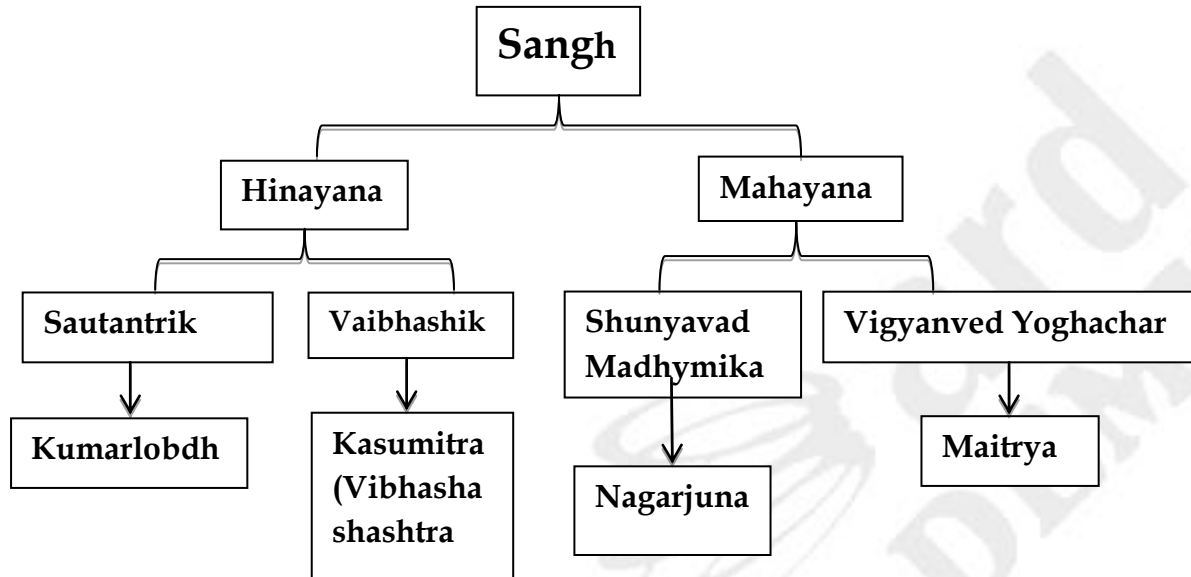 Sangh
Hinayana
Mahayana
Sautantrik
Vaibhashik
Shunyavad
Madhymika
Vigyanved Yoghachar
Kumarlobdh
Kasumitra
(Vibhasha
shashtra
Nagarjuna
Maitrya